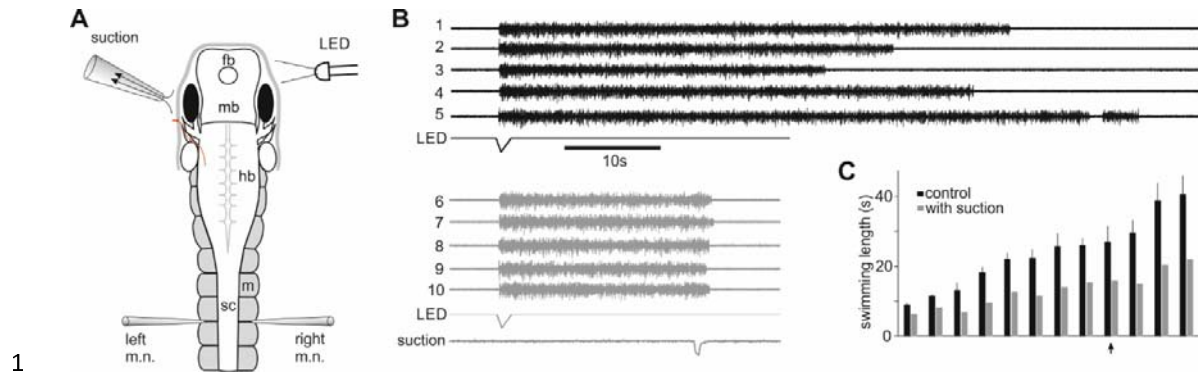 A
suction
LED
fb
mb
hb
m
sc
left
m.n.
right
m.n.
B
1
2
3
4
5
LED
10s
6
7
8
9
10
LED
suction
C
control
with suction
swimming length (s)
40
20
0
1